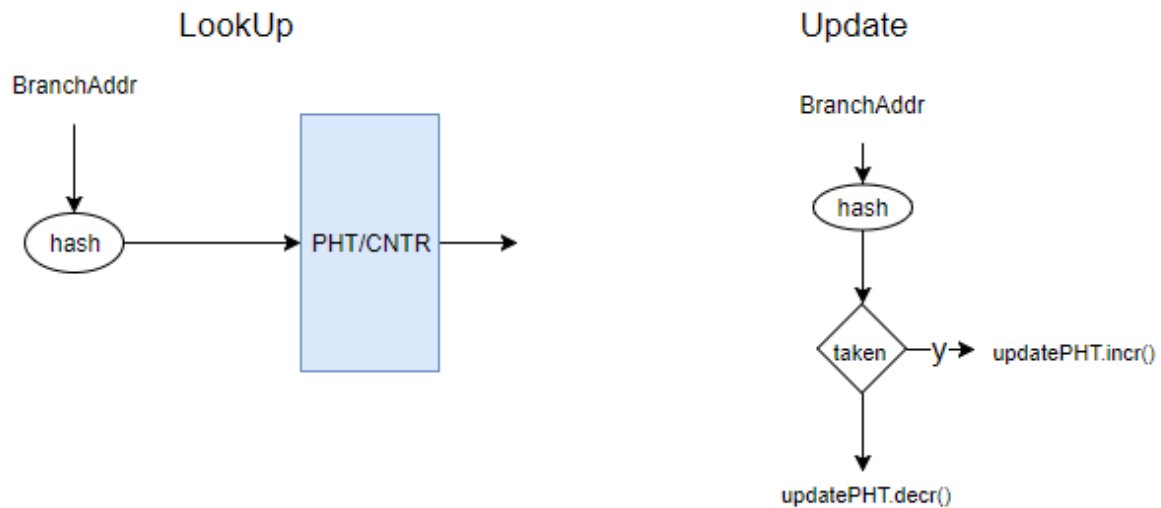 LookUp
BranchAddr
hash
PHT/CNTR
Update
BranchAddr
hash
taken
y
updatePHT.incr()
updatePHT.decr()